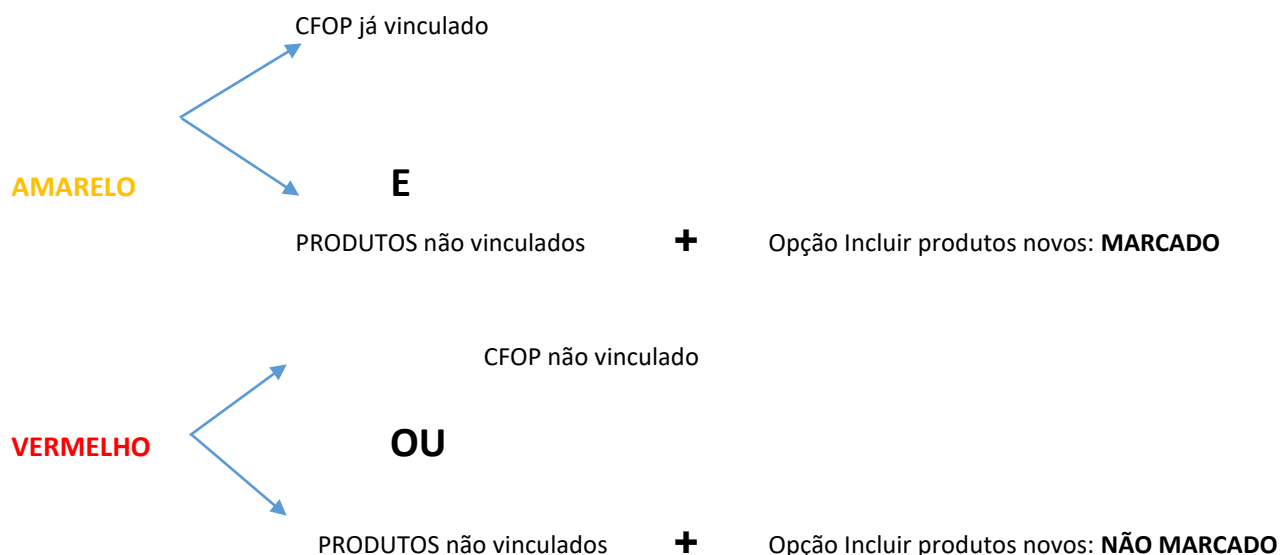 CFOP já vinculado
AMARELO E
PRODUTOS não vinculados + Opção Incluir produtos novos: MARCADO
CFOP não vinculado
VERMELHO OU
PRODUTOS não vinculados + Opção Incluir produtos novos: NÃO MARCADO